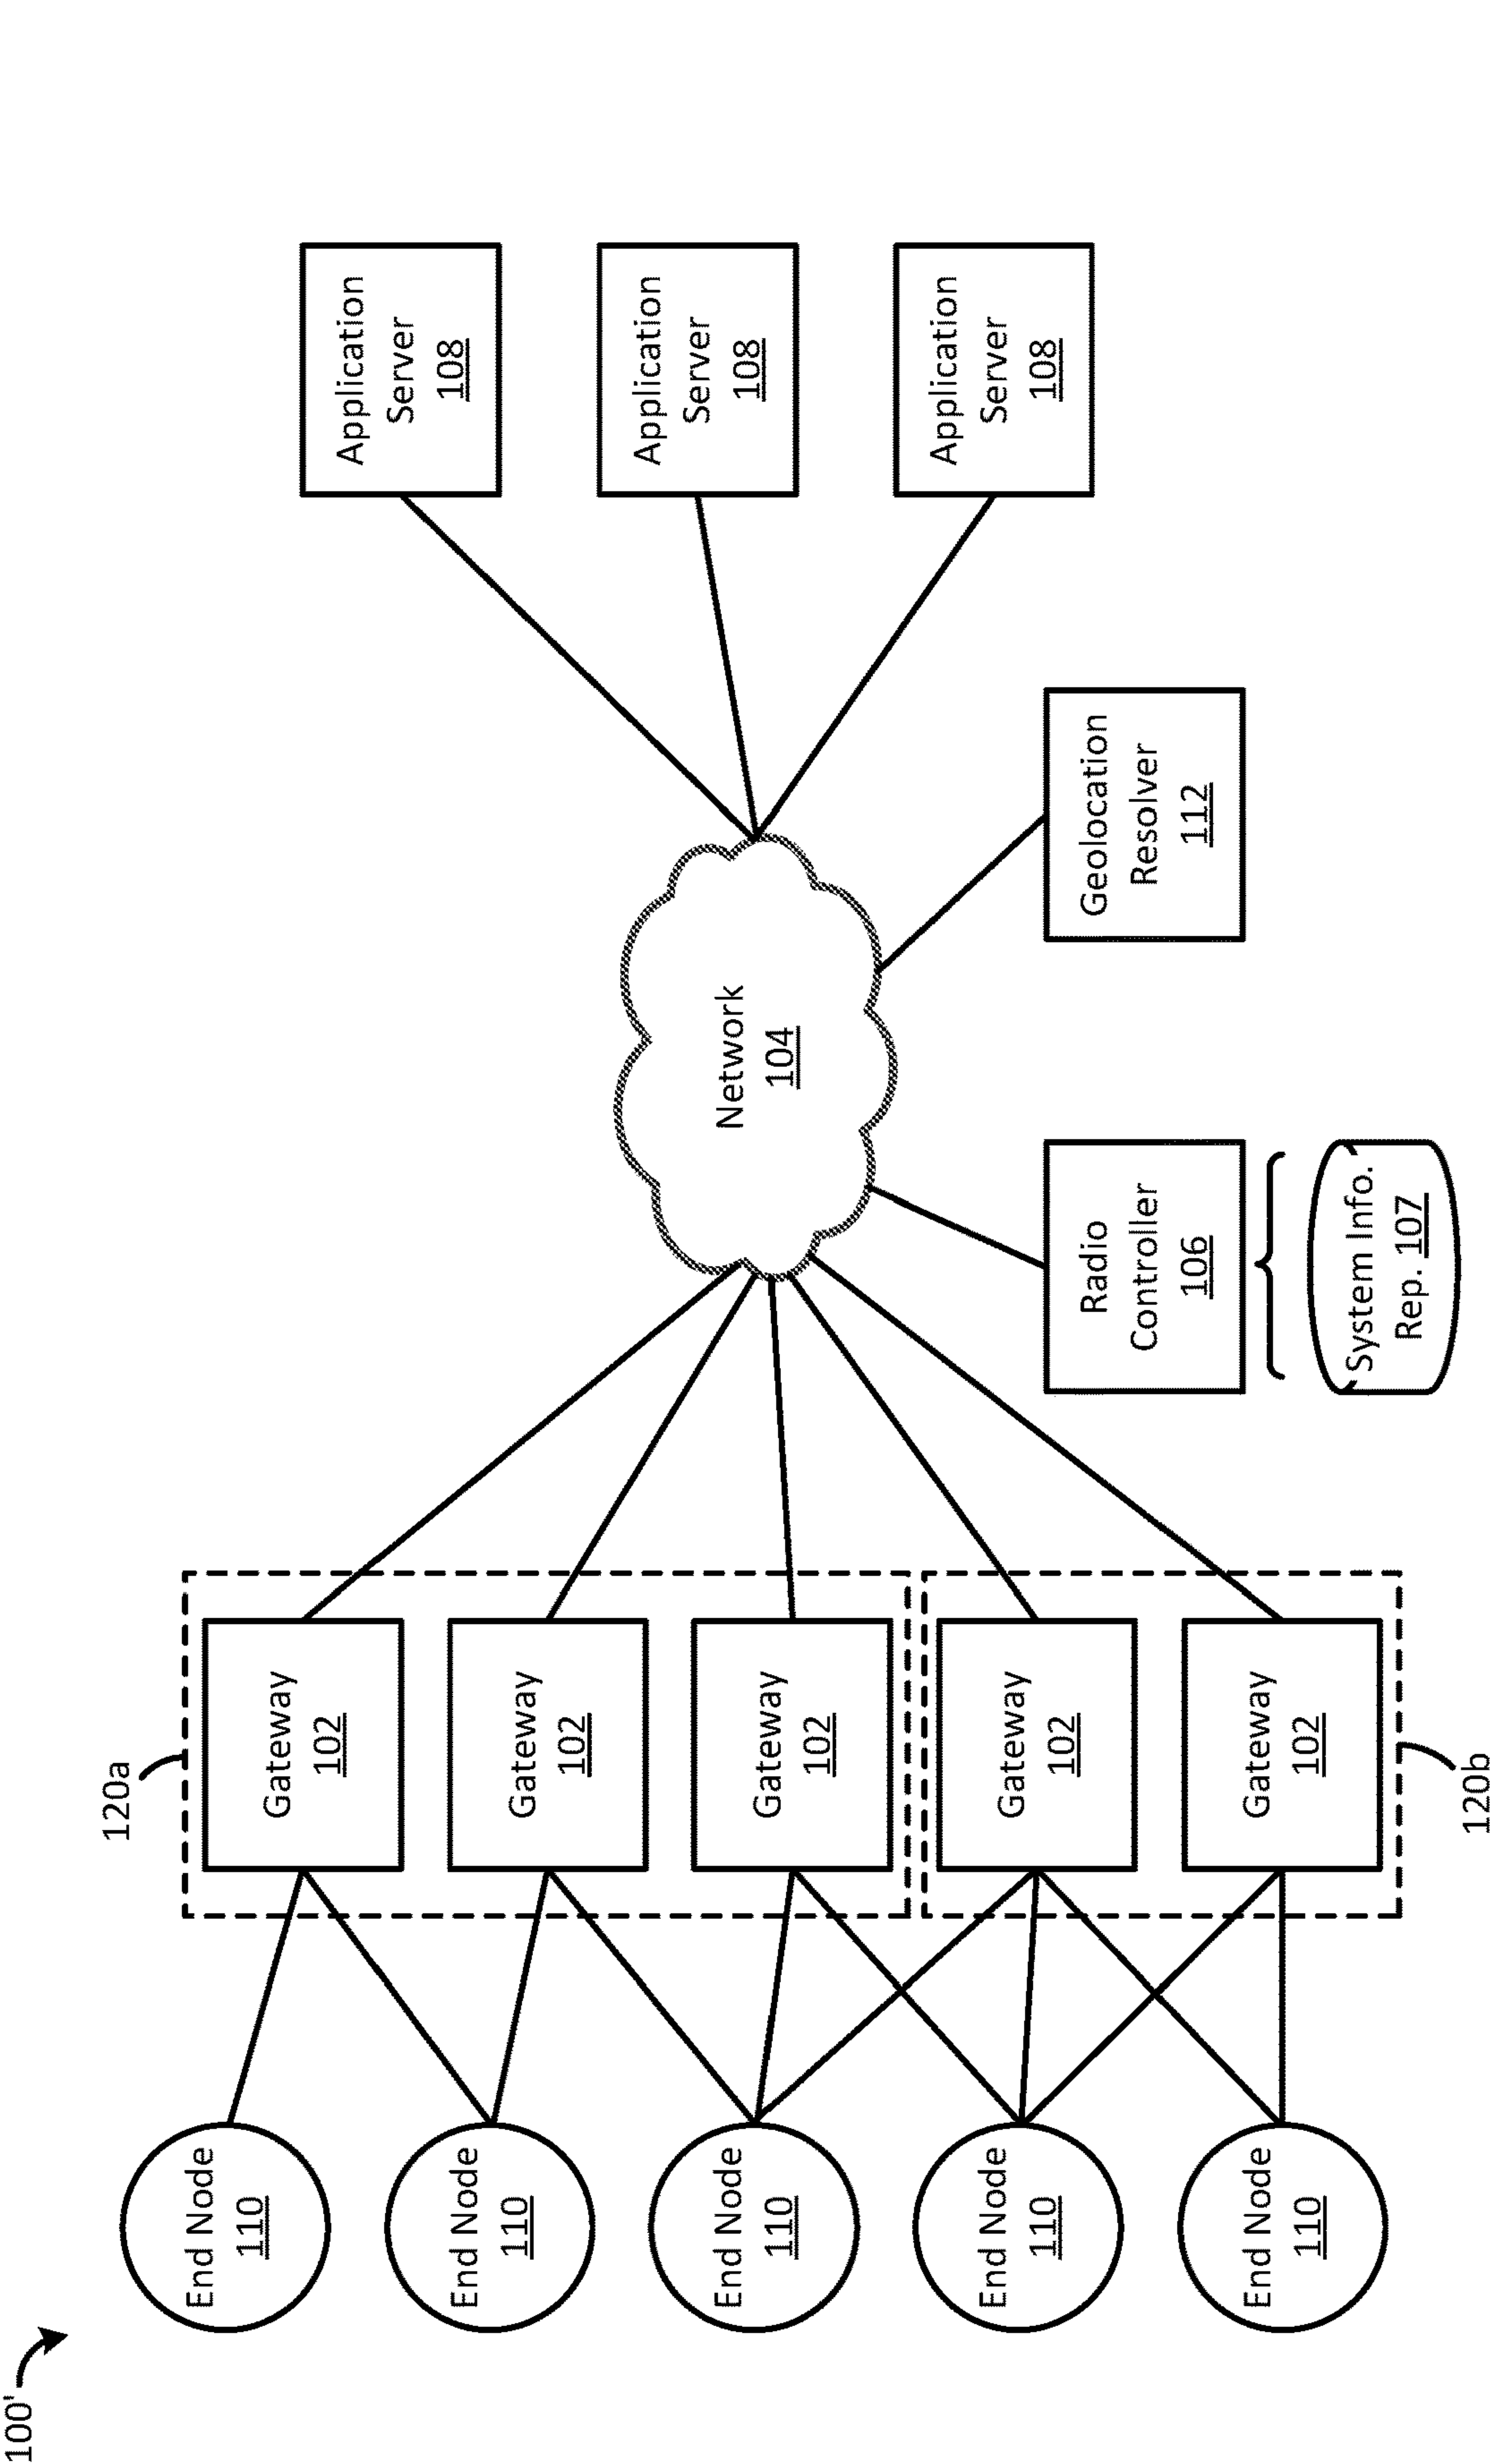 100'
End Node
110
End Node
110
End Node
110
End Node
110
End Node
110
120a
Gateway
102
Gateway
102
Gateway
102
Gateway
102
Gateway
102
120b
Network
104
Radio
Controller
106
System Info.
Rep. 107
Geolocation
Resolver
112
Application
Server
108
Application
Server
108
Application
Server
108